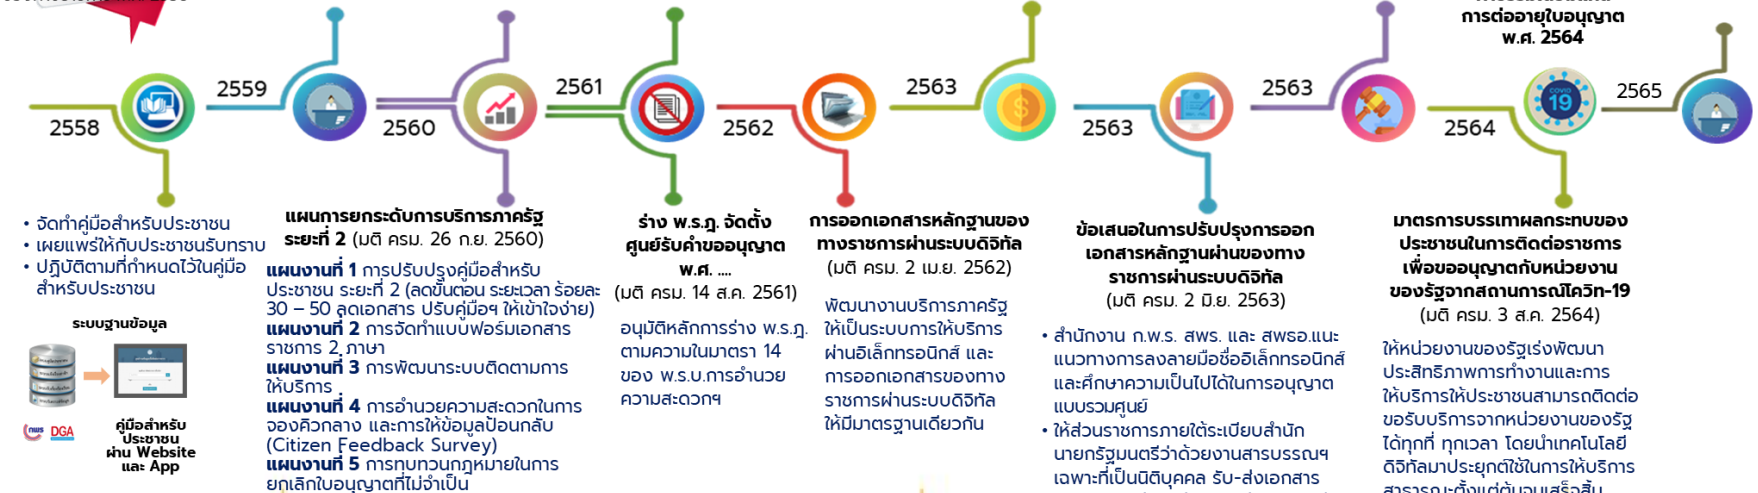 การต่ออายุใบอนุญาต
พ.ศ. 2564
2558
2559
2560
2561
2562
2563
2563
2563
2564
2565
COVID
19
• จัดทำคู่มือสำหรับประชาชน
• เผยแพร่ให้กับประชาชนรับทราบ
• ปฏิบัติตามที่กำหนดไว้ในคู่มือ
สำหรับประชาชน
ระบบฐานข้อมูล
กพร DGA
คู่มือสำหรับ
ประชาชน
ผ่าน Website
และ App
แผนการยกระดับการบริการภาครัฐ
ระยะที่ 2 (มติ ครม. 26 ก.ย. 2560)
แผนงานที่ 1 การปรับปรุงคู่มือสำหรับ
ประชาชน ระยะที่ 2 (ลดขั้นตอน ระยะเวลา ร้อยละ
30 – 50 ลดเอกสาร ปรับคู่มือฯ ให้เข้าใจง่าย)
แผนงานที่ 2 การจัดทำแบบฟอร์มเอกสาร
ราชการ 2 ภาษา
แผนงานที่ 3 การพัฒนาระบบติดตามการ
ให้บริการ
แผนงานที่ 4 การอำนวยความสะดวกในการ
จองคิวกลาง และการให้ข้อมูลป้อนกลับ
(Citizen Feedback Survey)
แผนงานที่ 5 การทบทวนกฎหมายในการ
ยกเลิกใบอนุญาตที่ไม่จำเป็น
ร่าง พ.ร.ฎ. จัดตั้ง
ศูนย์รับคำขออนุญาต
พ.ศ. ....
(มติ ครม. 14 ส.ค. 2561)
อนุมัติหลักการร่าง พ.ร.ฎ.
ตามความในมาตรา 14
ของ พ.ร.บ.การอำนวย
ความสะดวกฯ
การออกเอกสารหลักฐานของ
ทางราชการผ่านระบบดิจิทัล
(มติ ครม. 2 เม.ย. 2562)
พัฒนางานบริการภาครัฐ
ให้เป็นระบบการให้บริการ
ผ่านอิเล็กทรอนิกส์ และ
การออกเอกสารของทาง
ราชการผ่านระบบดิจิทัล
ให้มีมาตรฐานเดียวกัน
ข้อเสนอในการปรับปรุงการออก
เอกสารหลักฐานผ่านของทาง
ราชการผ่านระบบดิจิทัล
(มติ ครม. 2 มิ.ย. 2563)
• สำนักงาน ก.พ.ร. สพร. และ สพธอ.แนะ
แนวทางการลงลายมือชื่ออิเล็กทรอนิกส์
และศึกษาความเป็นไปได้ในการอนุญาต
แบบรวมศูนย์
• ให้ส่วนราชการภายใต้ระเบียบสำนัก
นายกรัฐมนตรีว่าด้วยงานสารบรรณฯ
เฉพาะที่เป็นนิติบุคคล รับ-ส่งเอกสาร
มาตรการบรรเทาผลกระทบของ
ประชาชนในการติดต่อราชการ
เพื่อขออนุญาตกับหน่วยงาน
ของรัฐจากสถานการณ์โควิท-19
(มติ ครม. 3 ส.ค. 2564)
ให้หน่วยงานของรัฐเร่งพัฒนา
ประสิทธิภาพการทำงานและการ
ให้บริการให้ประชาชนสามารถติดต่อ
ขอรับบริการจากหน่วยงานของรัฐ
ได้ทุกที่ ทุกเวลา โดยนำเทคโนโลยี
ดิจิทัลมาประยุกต์ใช้ในการให้บริการ
สาธารณะตั้งแต่ต้นจนเสร็จสิ้น